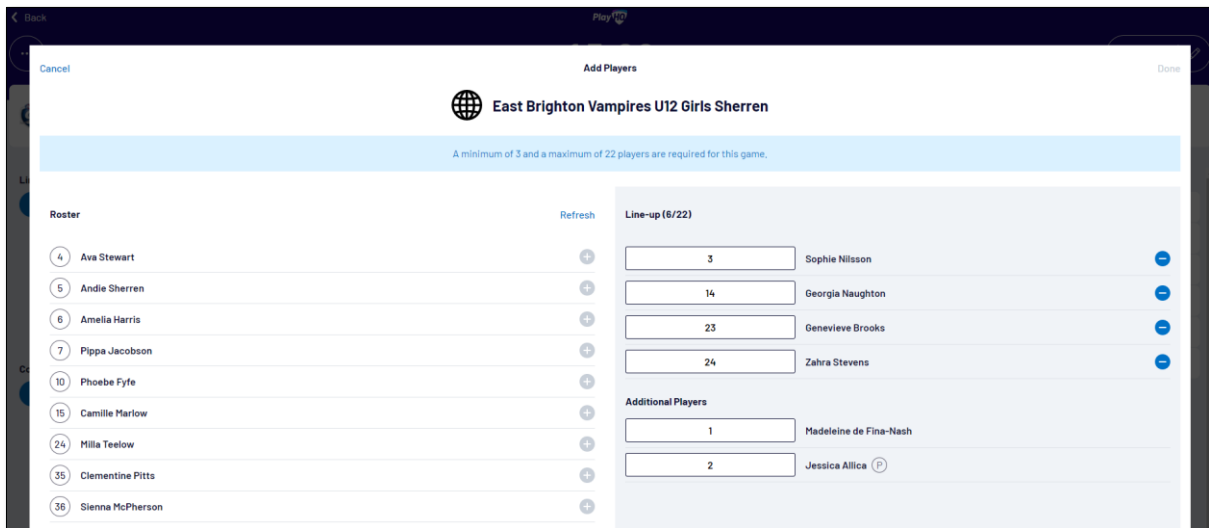 Back
PlayHQ
Cancel
Add Players
Done
East Brighton Vampires U12 Girls Sherren
A minimum of 3 and a maximum of 22 players are required for this game.
Roster
Refresh
4 Ava Stewart
5 Andie Sherren
6 Amelia Harris
7 Pippa Jacobson
10 Phoebe Fyfe
15 Camille Marlow
24 Milla Teelow
35 Clementine Pitts
36 Sienna McPherson
Line-up (6/22)
3 Sophie Nilsson
14 Georgia Naughton
23 Genevieve Brooks
24 Zahra Stevens
Additional Players
1 Madeleine de Fina-Nash
2 Jessica Allica P